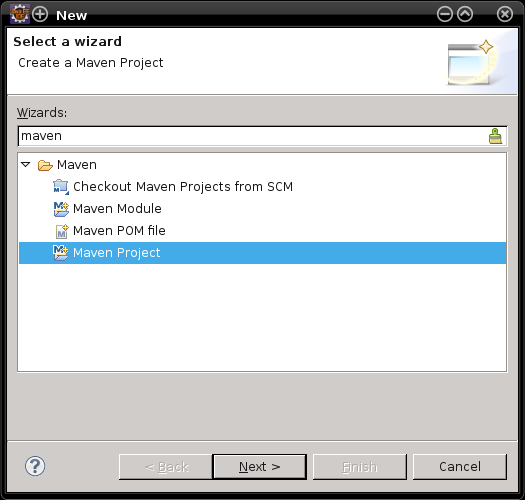 New
Select a wizard
Create a Maven Project
Wizards:
maven
Maven
Checkout Maven Projects from SCM
Maven Module
Maven POM file
Maven Project
?
< Back
Next >
Finish
Cancel